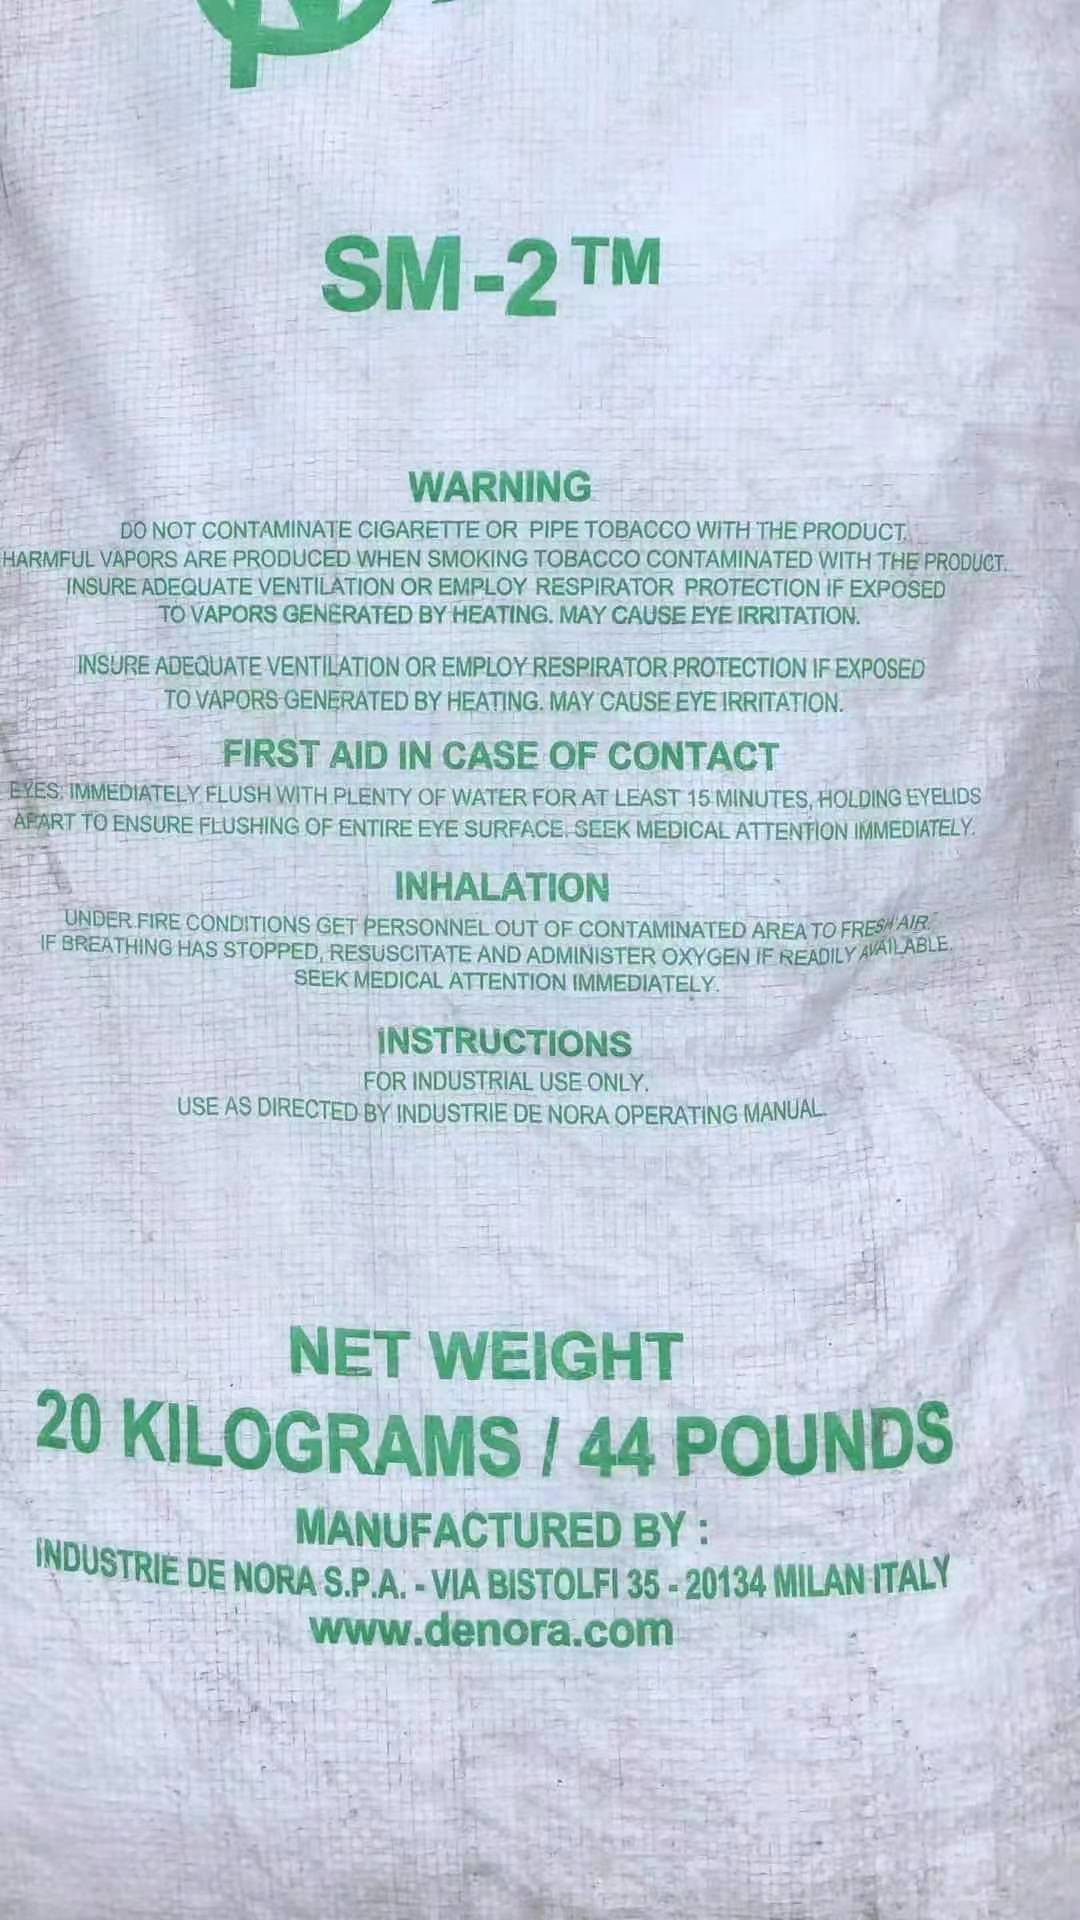 SM-2™
WARNING
DO NOT CONTAMINATE CIGARETTE OR PIPE TOBACCO WITH THE PRODUCT.
HARMFUL VAPORS ARE PRODUCED WHEN SMOKING TOBACCO CONTAMINATED WITH THE PRODUCT.
INSURE ADEQUATE VENTILATION OR EMPLOY RESPIRATOR PROTECTION IF EXPOSED
TO VAPORS GENERATED BY HEATING. MAY CAUSE EYE IRRITATION.
INSURE ADEQUATE VENTILATION OR EMPLOY RESPIRATOR PROTECTION IF EXPOSED
TO VAPORS GENERATED BY HEATING. MAY CAUSE EYE IRRITATION.
FIRST AID IN CASE OF CONTACT
EYES, IMMEDIATELY FLUSH WITH PLENTY OF WATER FOR AT LEAST 15 MINUTES, HOLDING EYELIDS
APART TO ENSURE FLUSHING OF ENTIRE EYE SURFACE. SEEK MEDICAL ATTENTION IMMEDIATELY.
INHALATION
UNDER FIRE CONDITIONS GET PERSONNEL OUT OF CONTAMINATED AREA TO FRESH AIR.
IF BREATHING HAS STOPPED, RESUSCITATE AND ADMINISTER OXYGEN IF READILY AVAILABLE.
SEEK MEDICAL ATTENTION IMMEDIATELY.
INSTRUCTIONS
FOR INDUSTRIAL USE ONLY.
USE AS DIRECTED BY INDUSTRIE DE NORA OPERATING MANUAL.
NET WEIGHT
20 KILOGRAMS / 44 POUNDS
MANUFACTURED BY :
INDUSTRIE DE NORA S.P.A. - VIA BISTOLFI 35 - 20134 MILAN ITALY
www.denora.com